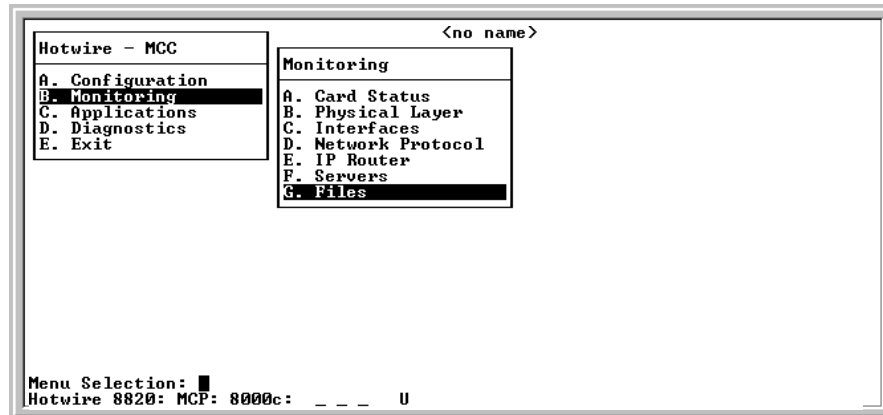 <no name>
Hotwire - MCC
A. Configuration
B. Monitoring
C. Applications
D. Diagnostics
E. Exit
Monitoring
A. Card Status
B. Physical Layer
C. Interfaces
D. Network Protocol
E. IP Router
F. Servers
G. Files
Menu Selection:
Hotwire 8820: MCP: 8000c: _ _ _ U